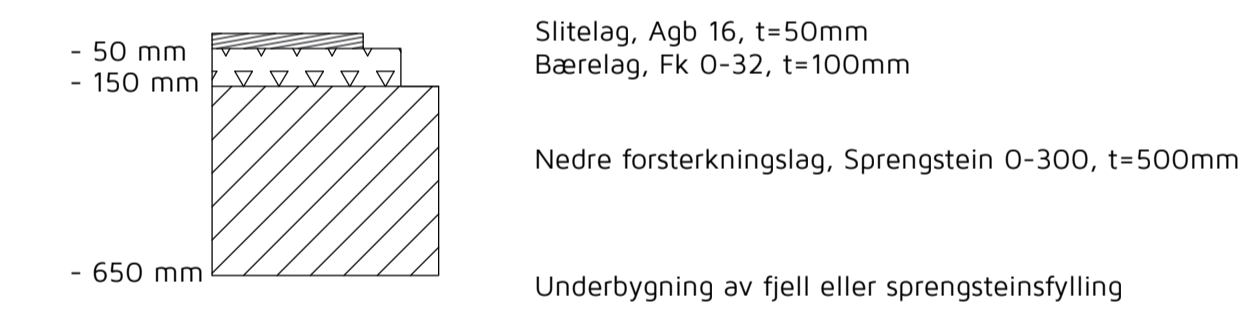 Slitelag, Agb 16, t=50mm
- 50 mm
Bærelag, Fk 0-32, t=100mm
- 150 mm
Nedre forsterkningslag, Sprengstein 0-300, t=500mm
- 650 mm
Underbygning av fjell eller sprengsteinsfylling